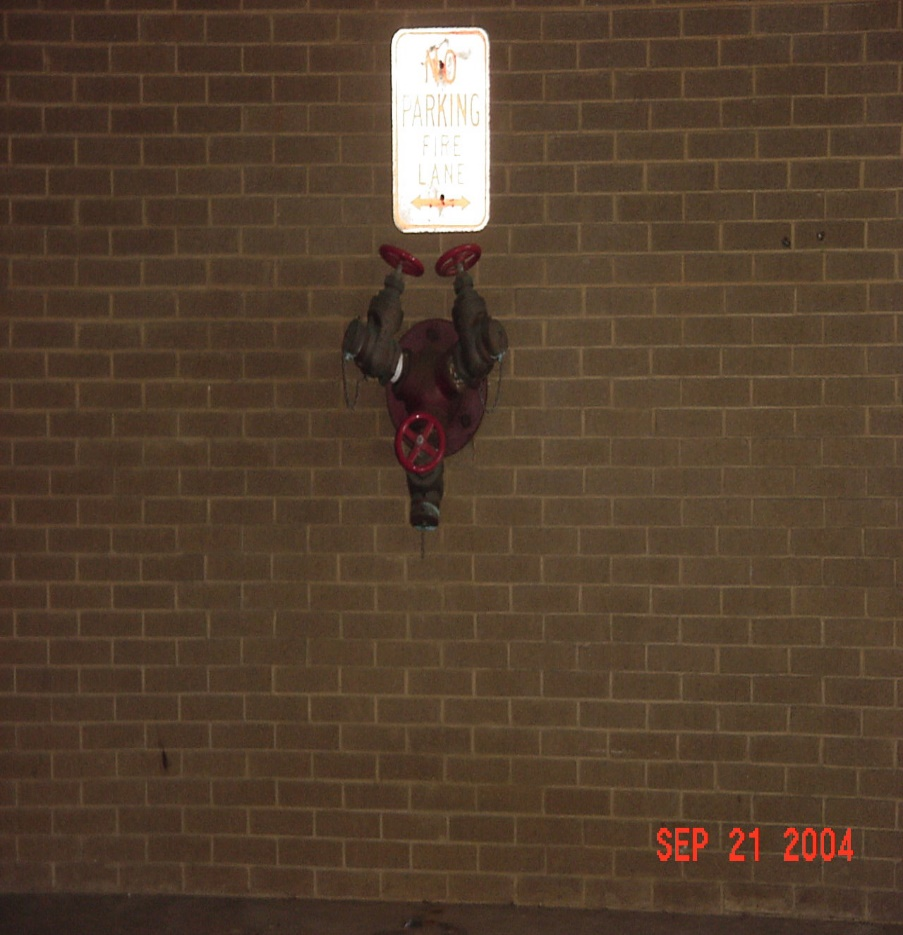 NO
PARKING
FIRE
LANE
SEP 21 2004